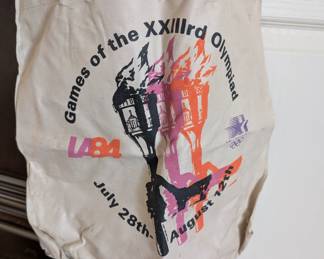 Games of the XXIIIrd Olympiad
LA84
July 28th-
August 12th